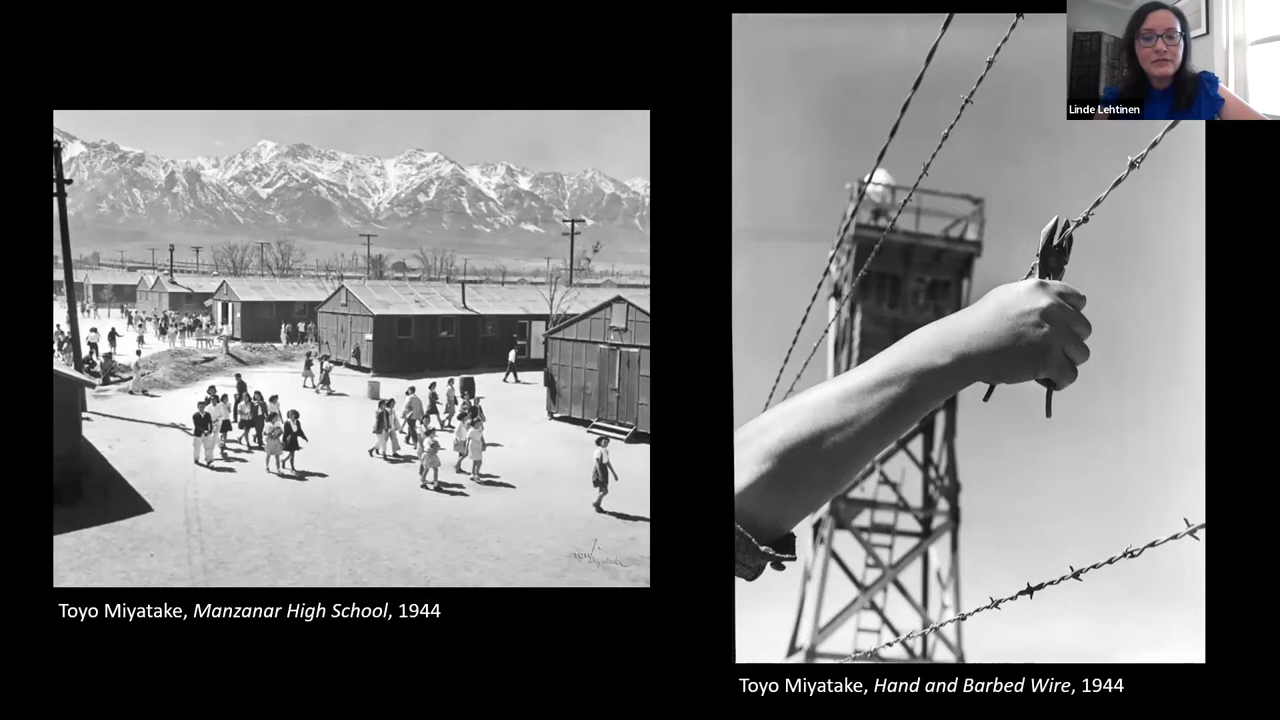 Linde Lehtinen
Toyo Miyatake, Manzanar High School, 1944
Toyo Miyatake, Hand and Barbed Wire, 1944